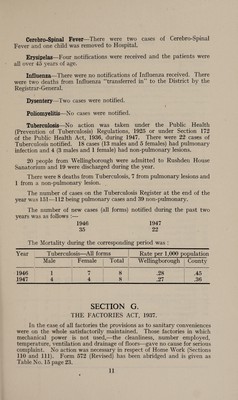 Cerebro-Spinal Fever—There were two cases of Cerebro-Spinal
Fever and one child was removed to Hospital.
Erysipelas—Four notifications were received and the patients were
all over 45 years of age.
Influenza—There were no notifications of Influenza received. There
were two deaths from Influenza "transferred in" to the District by the
Registrar-General.
Dysentery—Two cases were notified.
Poliomyelitis—No cases were notified.
Tuberculosis—No action was taken under the Public Health
(Prevention of Tuberculosis) Regulations, 1925 or under Section 172
of the Public Health Act, 1936, during 1947. There were 22 cases of
Tuberculosis notified. 18 cases (13 males and 5 females) had pulmonary
infection and 4 (3 males and 1 female) had non-pulmonary lesions.
20 people from Wellingborough were admitted to Rushden House
Sanatorium and 19 were discharged during the year.
There were 8 deaths from Tuberculosis, 7 from pulmonary lesions and
1 from a non-pulmonary lesion.
The number of cases on the Tuberculosis Register at the end of the
year was 151—112 being pulmonary cases and 39 non-pulmonary.
The number of new cases (all forms) notified during the past two
years was as follows :—
1946 1947
35 22
The Mortality during the corresponding period was :
Year Tuberculosis—All forms Rate per 1,000 population
Male Female Total Wellingborough County
1946 1 7 8 .28 .45
1947 4 4 8 .27 .36
SECTION G.
THE FACTORIES ACT, 1937.
In the case of all factories the provisions as to sanitary conveniences
were on the whole satisfactorily maintained. Those factories in which
mechanical power is not used,—the cleanliness, number employed,
temperature, ventilation and drainage of floors—gave no cause for serious
complaint. No action was necessary in respect of Home Work (Sections
110 and 111). Form 572 (Revised) has been abridged and is given as
Table No. 15 page 23.
11